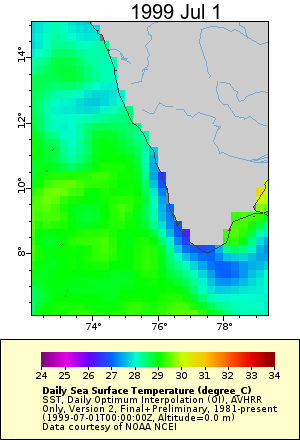 1999 Jul 1
14°
12°
10°
8°
74° 76° 78°
24 25 26 27 28 29 30 31 32 33 34
Daily Sea Surface Temperature (degree_C)
SST, Daily Optimum Interpolation (OI), AVHRR
Only, Version 2, Final+Preliminary, 1981-present
(1999-07-01T00:00:00Z, Altitude=0.0 m)
Data courtesy of NOAA NCEI